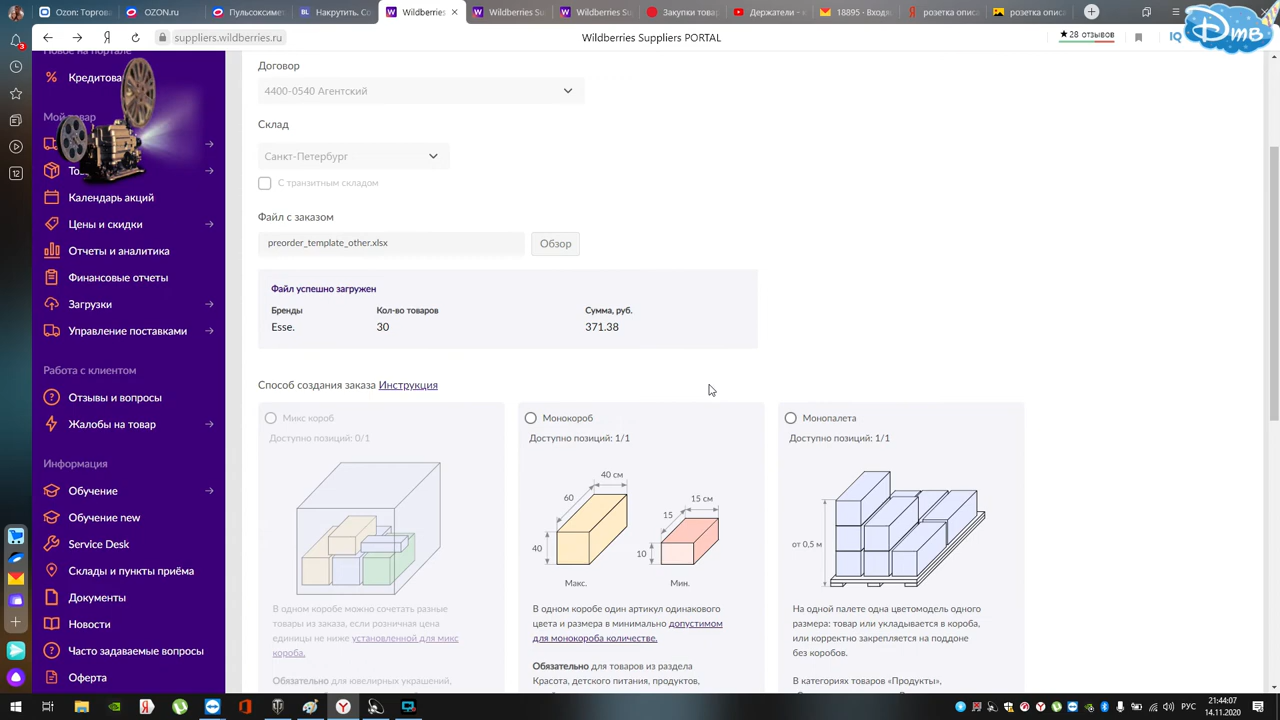 Ozon
OZON.ru
Пульсоксим
Накрутить. Со
Wildberries
Wildberries Su
Wildberries Su
Закупки това
Держатели – к
18895 · Входя
розетка описа
розетка описа
suppliers.wildberries.ru
Wildberries Suppliers PORTAL
★28 отзывов
IQ
DтВ
Новое на портале
Кредитова
Мой товар
То
Календарь акций
Цены и скидки
Отчеты и аналитика
Финансовые отчеты
Загрузки
Управление поставками
Работа с клиентом
Отзывы и вопросы
Жалобы на товар
Информация
Обучение
Обучение new
Service Desk
Склады и пункты приёма
Документы
Новости
Часто задаваемые вопросы
Оферта
Договор
4400-0540 Агентский
Склад
Санкт-Петербург
С транзитным складом
Файл с заказом
preorder_template_other.xlsx
Обзор
Файл успешно загружен
Бренды Кол-во товаров Сумма, руб.
Esse. 30 371.38
Способ создания заказа Инструкция
Микс короб
Доступно позиций: 0/1
В одном коробе можно сочетать разные
товары из заказа, если розничная цена
единицы не ниже установленной для микс
короба.
Обязательно для ювелирных украшений,
Монокороб
Доступно позиций: 1/1
40 см
60
40
15 см
15
10
Макс.
Мин.
В одном коробе один артикул одинакового
цвета и размера в минимально допустимом
для монокороба количестве.
Обязательно для товаров из раздела
Красота, детского питания, продуктов,
Монопалета
Доступно позиций: 1/1
от 0,5 м
На одной палете одна цветомодель одного
размера: товар или укладывается в короба,
или корректно закрепляется на поддоне
без коробов.
В категориях товаров «Продукты»,
РУС
21:44:07
14.11.2020